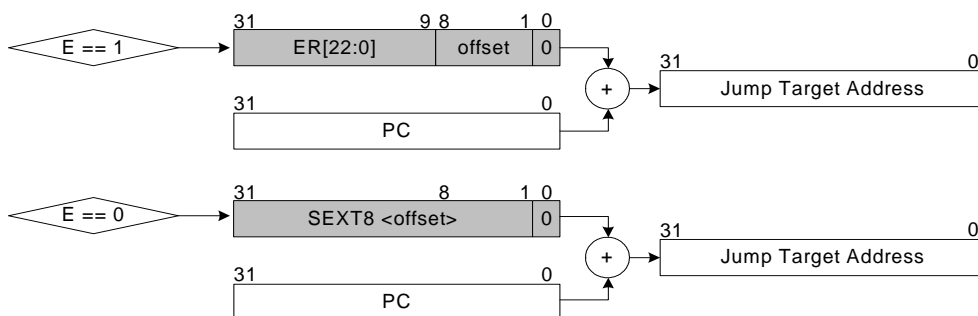 31 9 8 1 0
E == 1 ER[22:0] offset 0
+
31 0
Jump Target Address
31 0
PC
31 8 1 0
E == 0 SEXT8 <offset> 0
+
31 0
Jump Target Address
31 0
PC